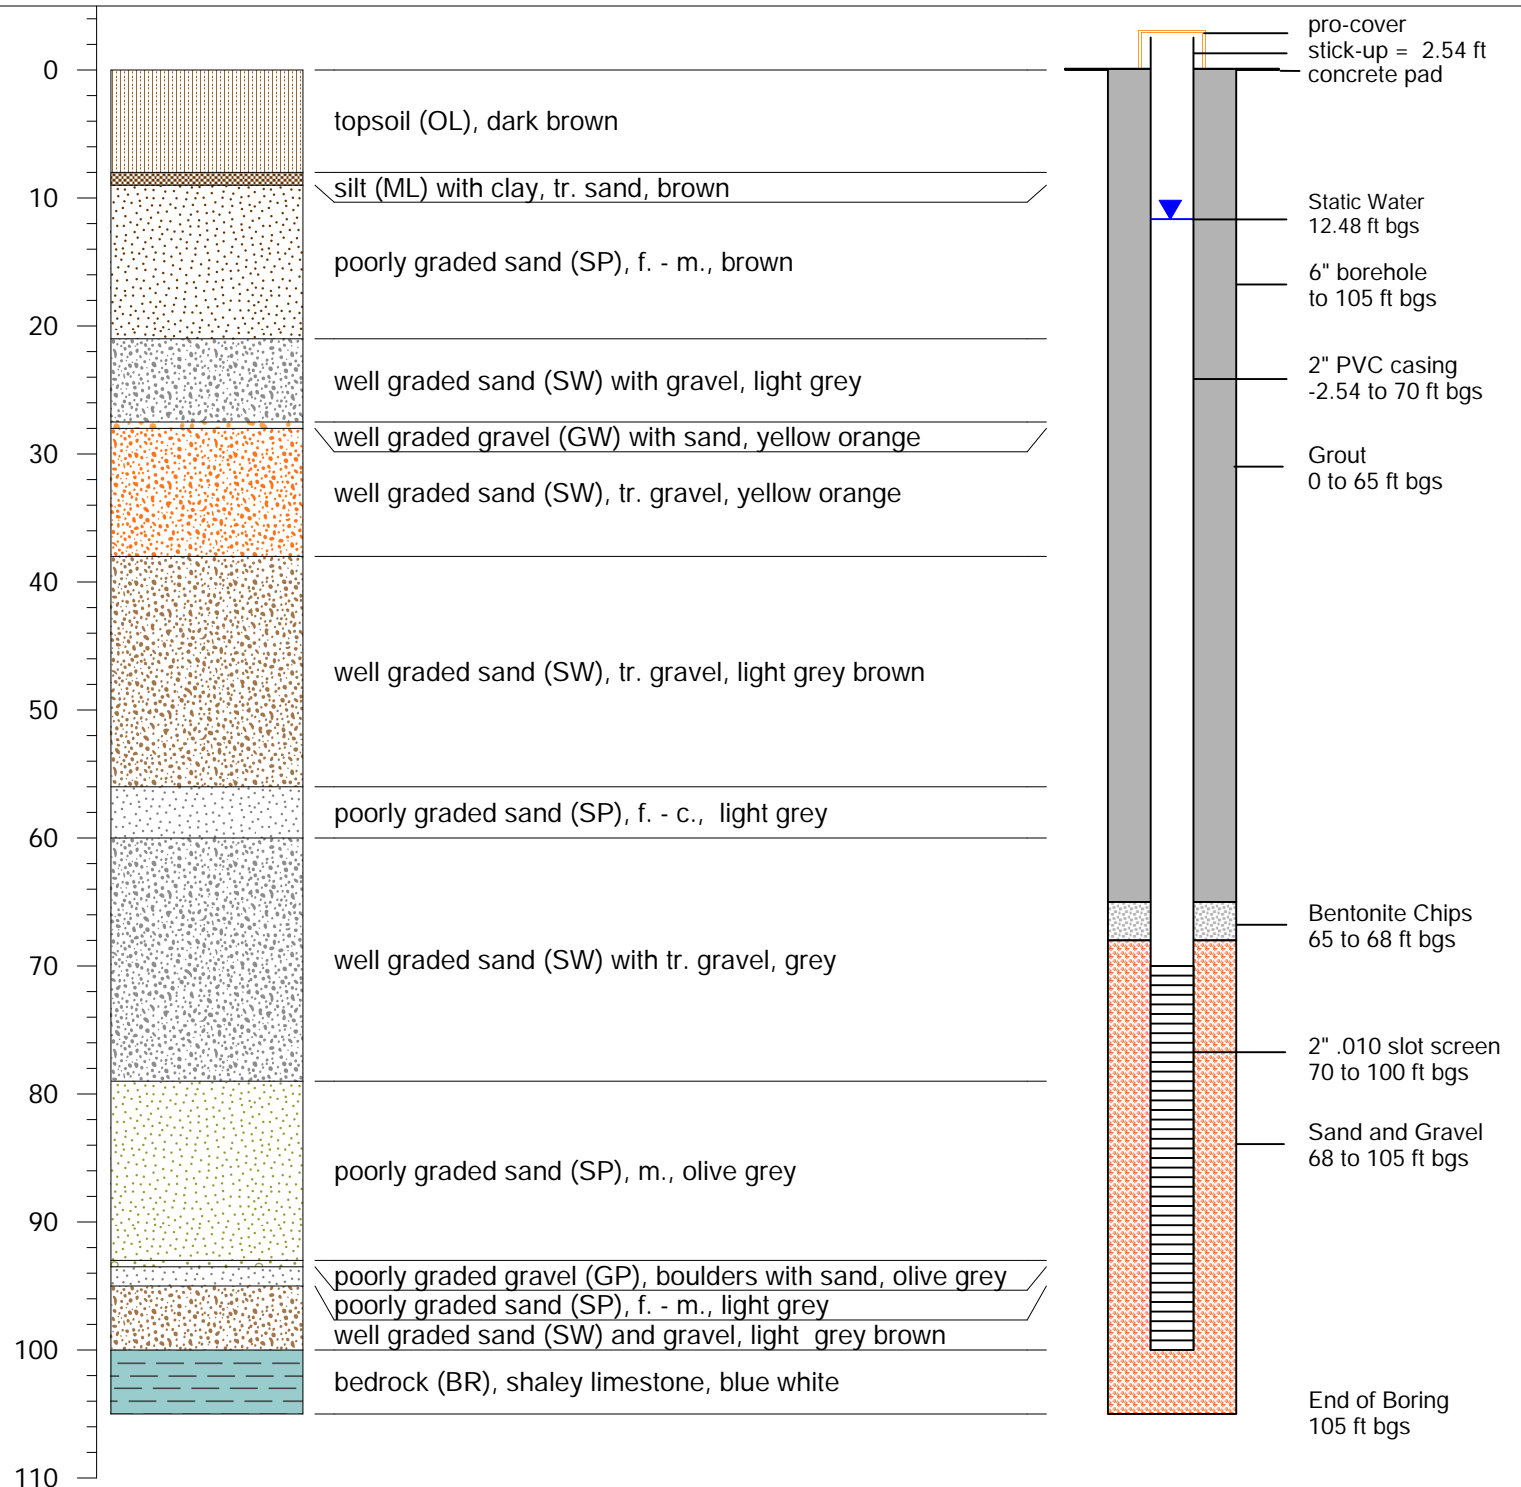 0
10
20
30
40
50
60
70
80
90
100
110
topsoil (OL), dark brown
silt (ML) with clay, tr. sand, brown
poorly graded sand (SP), f. - m., brown
well graded sand (SW) with gravel, light grey
well graded gravel (GW) with sand, yellow orange
well graded sand (SW), tr. gravel, yellow orange
well graded sand (SW), tr. gravel, light grey brown
poorly graded sand (SP), f. - c., light grey
well graded sand (SW) with tr. gravel, grey
poorly graded sand (SP), m., olive grey
poorly graded gravel (GP), boulders with sand, olive grey
poorly graded sand (SP), f. - m., light grey
well graded sand (SW) and gravel, light grey brown
bedrock (BR), shaley limestone, blue white
pro-cover
stick-up = 2.54 ft
concrete pad
Static Water
12.48 ft bgs
6" borehole
to 105 ft bgs
2" PVC casing
-2.54 to 70 ft bgs
Grout
0 to 65 ft bgs
Bentonite Chips
65 to 68 ft bgs
2" .010 slot screen
70 to 100 ft bgs
Sand and Gravel
68 to 105 ft bgs
End of Boring
105 ft bgs